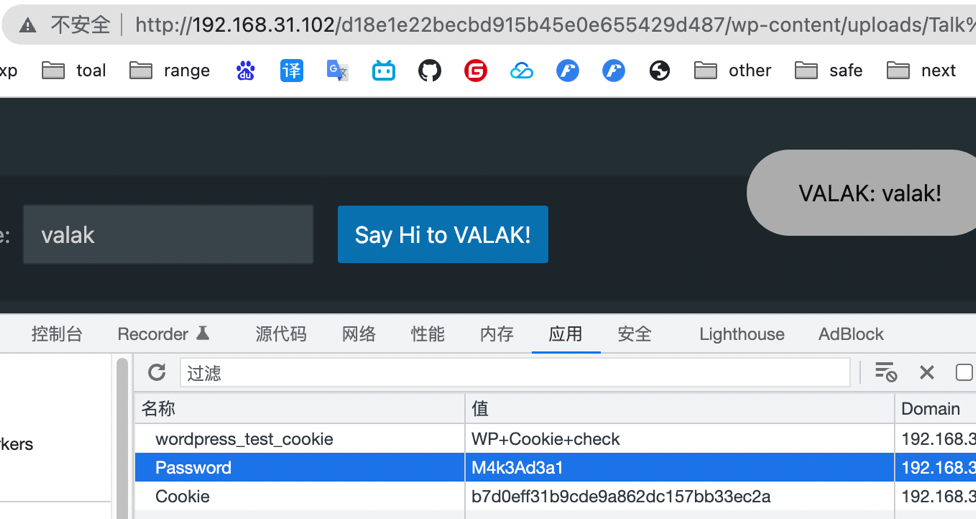 不安全 http://192.168.31.102/d18e1e22becbd915b45e0e655429d487/wp-content/uploads/Talk%
xp toal range 译 other safe next
VALAK: valak!
e: valak Say Hi to VALAK!
控制台 Recorder 源代码 网络 性能 内存 应用 安全 Lighthouse AdBlock
过滤
名称 值 Domain
kers
wordpress_test_cookie WP+Cookie+check 192.168.3
Password M4k3Ad3a1 192.168.3
Cookie b7d0eff31b9cde9a862dc157bb33ec2a 192.168.3